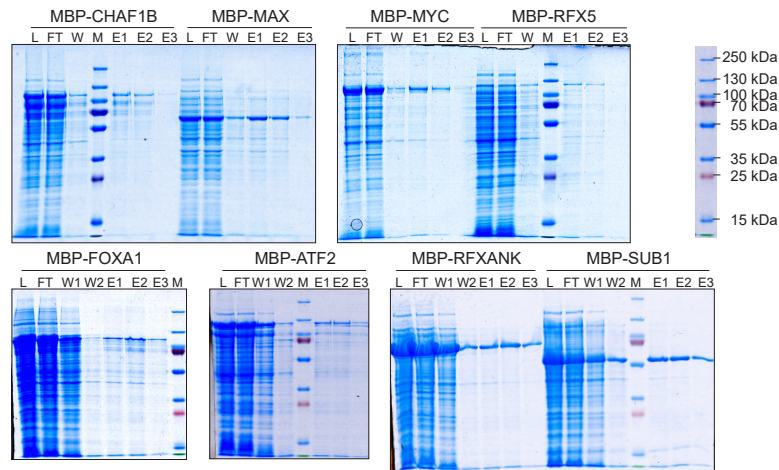 MBP-CHAF1B MBP-MAX MBP-MYC MBP-RFX5
L FT W M E1 E2 E3 L FT W E1 E2 E3 L FT W E1 E2 E3 L FT W M E1 E2 E3
250 kDa
130 kDa
100 kDa
70 kDa
55 kDa
35 kDa
25 kDa
15 kDa
MBP-FOXA1 MBP-ATF2 MBP-RFXANK MBP-SUB1
L FT W1 W2 E1 E2 E3 M L FT W1 W2 M E1 E2 E3 L FT W1 W2 E1 E2 E3 L FT W1 W2 M E1 E2 E3